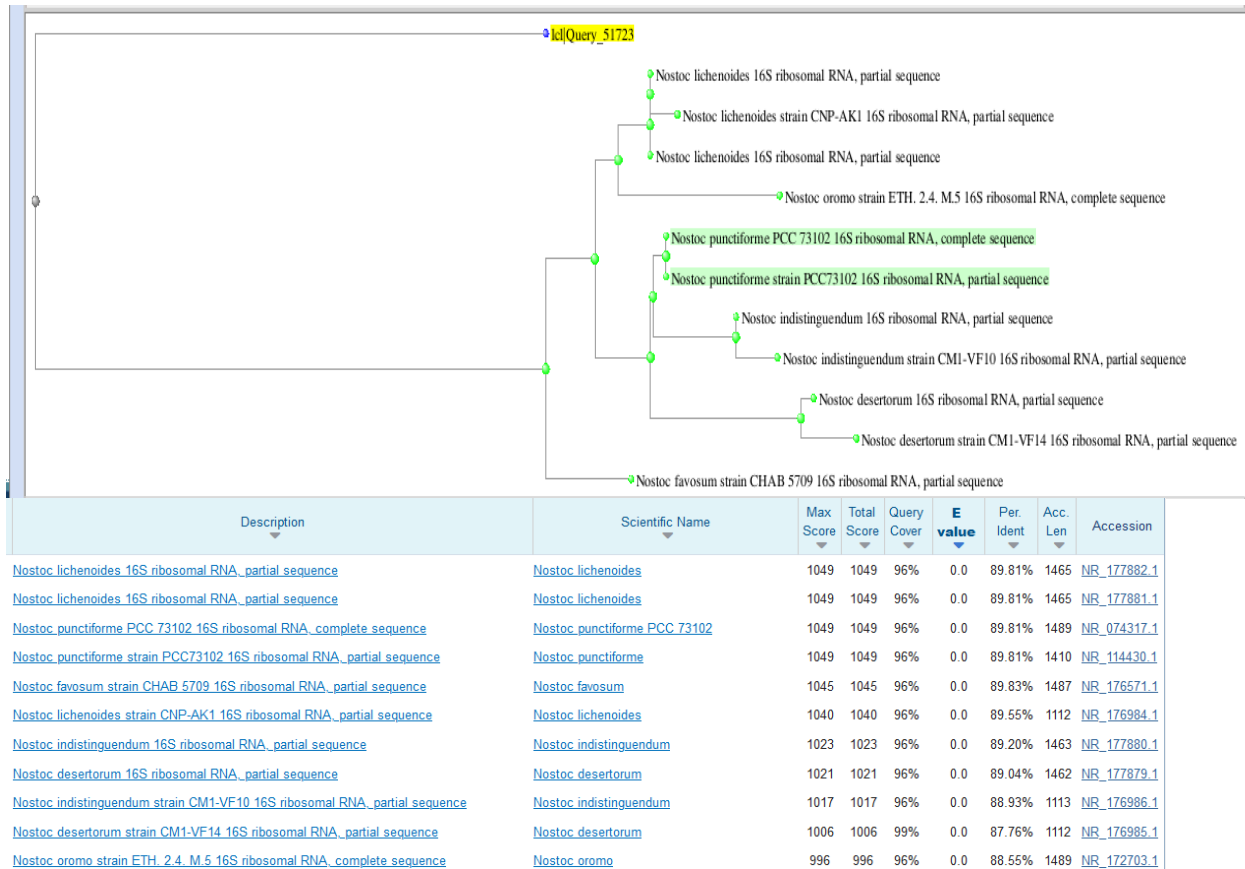 lcl|Query_51723
Nostoc lichenoides 16S ribosomal RNA, partial sequence
Nostoc lichenoides strain CNP-AK1 16S ribosomal RNA, partial sequence
Nostoc lichenoides 16S ribosomal RNA, partial sequence
Nostoc oromo strain ETH. 2.4. M.5 16S ribosomal RNA, complete sequence
Nostoc punctiforme PCC 73102 16S ribosomal RNA, complete sequence
Nostoc punctiforme strain PCC73102 16S ribosomal RNA, partial sequence
Nostoc indistinguendum 16S ribosomal RNA, partial sequence
Nostoc indistinguendum strain CM1-VF10 16S ribosomal RNA, partial sequence
Nostoc desertorum 16S ribosomal RNA, partial sequence
Nostoc desertorum strain CM1-VF14 16S ribosomal RNA, partial sequence
Nostoc favosum strain CHAB 5709 16S ribosomal RNA, partial sequence
Description Scientific Name Max Score Total Score Query Cover E value Per. Ident Acc. Len Accession
Nostoc lichenoides 16S ribosomal RNA, partial sequence Nostoc lichenoides 1049 1049 96% 0.0 89.81% 1465 NR_177882.1
Nostoc lichenoides 16S ribosomal RNA, partial sequence Nostoc lichenoides 1049 1049 96% 0.0 89.81% 1465 NR_177881.1
Nostoc punctiforme PCC 73102 16S ribosomal RNA, complete sequence Nostoc punctiforme PCC 73102 1049 1049 96% 0.0 89.81% 1489 NR_074317.1
Nostoc punctiforme strain PCC73102 16S ribosomal RNA, partial sequence Nostoc punctiforme 1049 1049 96% 0.0 89.81% 1410 NR_114430.1
Nostoc favosum strain CHAB 5709 16S ribosomal RNA, partial sequence Nostoc favosum 1045 1045 96% 0.0 89.83% 1487 NR_176571.1
Nostoc lichenoides strain CNP-AK1 16S ribosomal RNA, partial sequence Nostoc lichenoides 1040 1040 96% 0.0 89.55% 1112 NR_176984.1
Nostoc indistinguendum 16S ribosomal RNA, partial sequence Nostoc indistinguendum 1023 1023 96% 0.0 89.20% 1463 NR_177880.1
Nostoc desertorum 16S ribosomal RNA, partial sequence Nostoc desertorum 1021 1021 96% 0.0 89.04% 1462 NR_177879.1
Nostoc indistinguendum strain CM1-VF10 16S ribosomal RNA, partial sequence Nostoc indistinguendum 1017 1017 96% 0.0 88.93% 1113 NR_176986.1
Nostoc desertorum strain CM1-VF14 16S ribosomal RNA, partial sequence Nostoc desertorum 1006 1006 99% 0.0 87.76% 1112 NR_176985.1
Nostoc oromo strain ETH. 2.4. M.5 16S ribosomal RNA, complete sequence Nostoc oromo 996 996 96% 0.0 88.55% 1489 NR_172703.1